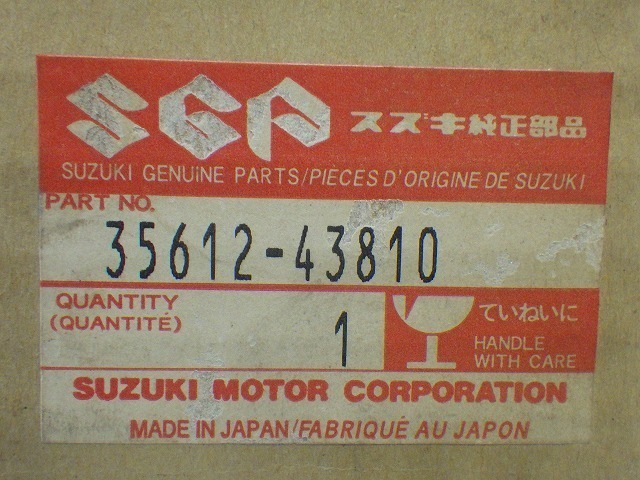 SGP スズキ純正部品
SUZUKI GENUINE PARTS/PIÈCES D'ORIGINE DE SUZUKI
PART NO.
35612-43810
QUANTITY
(QUANTITÉ)
1
ていねいに
HANDLE
WITH CARE
SUZUKI MOTOR CORPORATION
MADE IN JAPAN/FABRIQUÉ AU JAPON